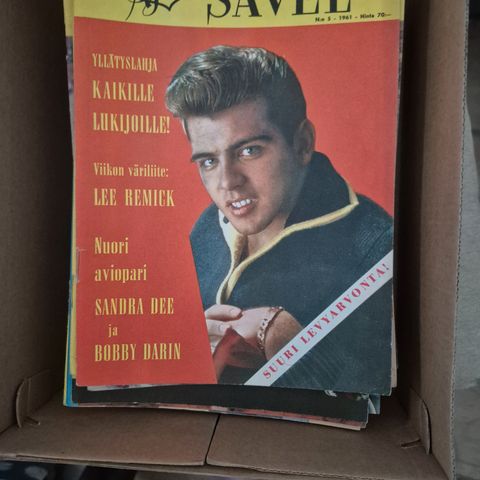 SÄVEL
N:o 5 - 1961 - Hinta 70:—
YLLÄTYSLAHJA
KAIKILLE
LUKIJOILLE!
Viikon väriliite:
LEE REMICK
Nuori
aviopari
SANDRA DEE
ja
BOBBY DARIN
SUURI LEVYARVONTA!